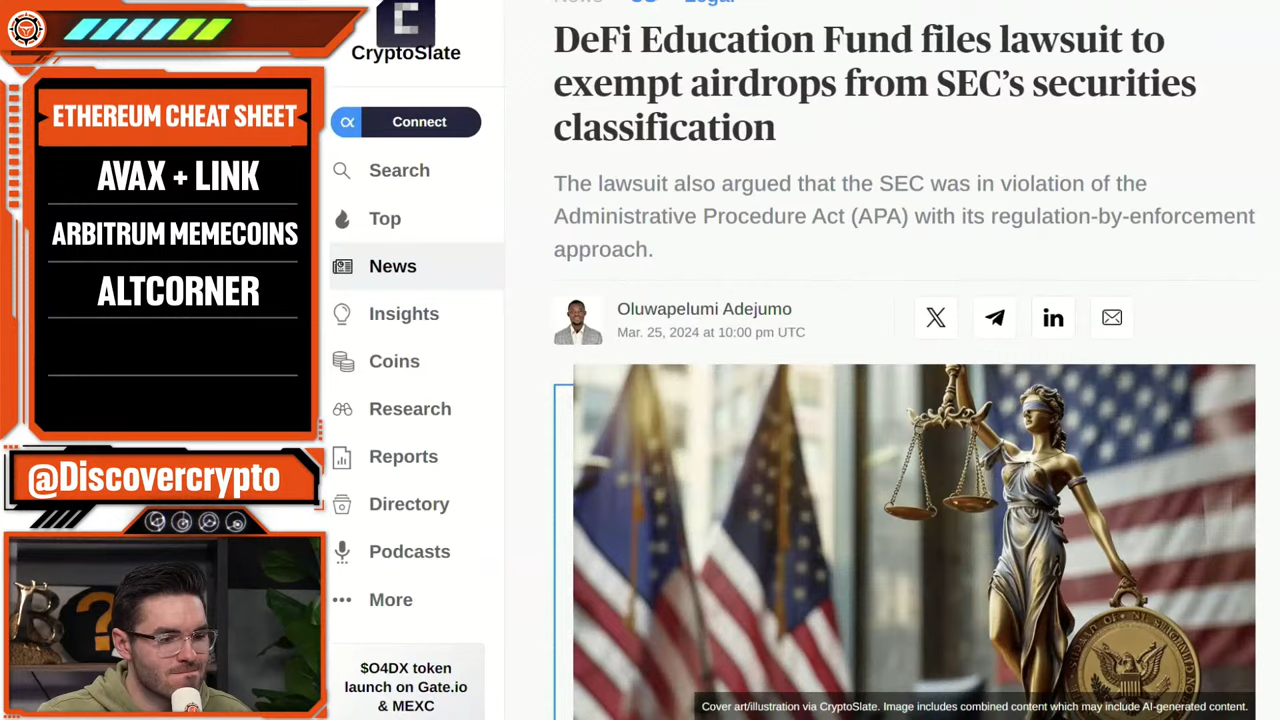 ETHEREUM CHEAT SHEET
AVAX + LINK
ARBITRUM MEMECOINS
ALTCORNER
@Discovercrypto
CryptoSlate
Connect
Search
Top
News
Insights
Coins
Research
Reports
Directory
Podcasts
More
$O4DX token
launch on Gate.io
& MEXC
DeFi Education Fund files lawsuit to
exempt airdrops from SEC's securities
classification
The lawsuit also argued that the SEC was in violation of the
Administrative Procedure Act (APA) with its regulation-by-enforcement
approach.
Oluwapelumi Adejumo
Mar. 25, 2024 at 10:00 pm UTC
Cover art/illustration via CryptoSlate. Image includes combined content which may include AI-generated content.